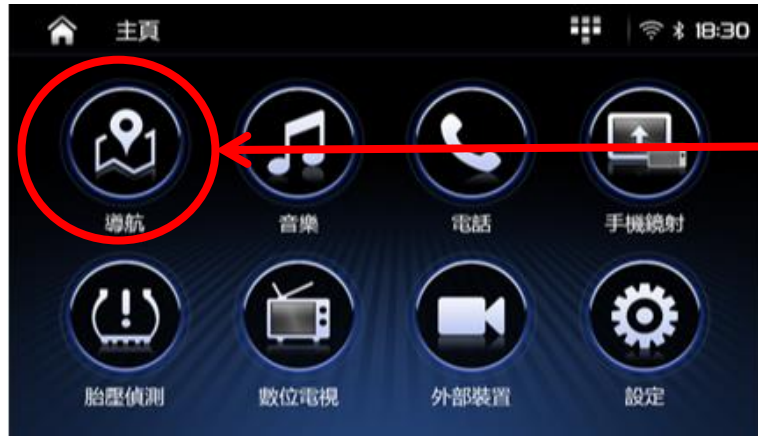 主頁 18:30
導航 音樂 電話 手機鏡射
胎壓偵測 數位電視 外部裝置 設定